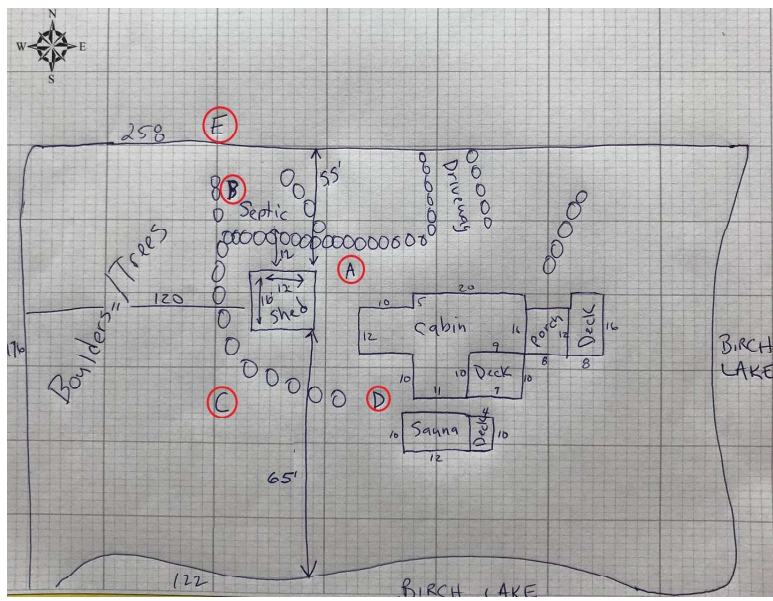 N
W E
S
E
258
B
55'
Driveway
Septic
12
A
Boulders/Trees
120
16
12
Shed
10
5
20
12
Cabin
16
Porch
12
Deck
16
176
BIRCH
LAKE
9
8
8
10
10
Deck
10
11
7
C
D
10
Sauna
Deck
4
10
12
65'
122
BIRCH LAKE